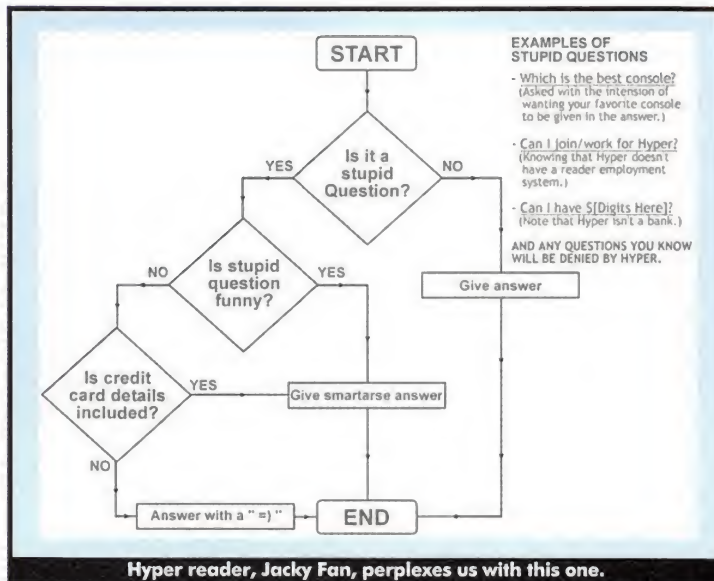 START
EXAMPLES OF
STUPID QUESTIONS
- Which is the best console?
(Asked with the intension of
wanting your favorite console
to be given in the answer.)
- Can I join/work for Hyper?
(Knowing that Hyper doesn't
have a reader employment
system.)
- Can I have $[Digits Here]?
(Note that Hyper isn't a bank.)
AND ANY QUESTIONS YOU KNOW
WILL BE DENIED BY HYPER.
YES
Is it a
stupid
Question?
NO
NO
Is stupid
question
funny?
YES
Give answer
Is credit
card details
included?
YES
Give smartarse answer
NO
Answer with a " =) "
END
Hyper reader, Jacky Fan, perplexes us with this one.